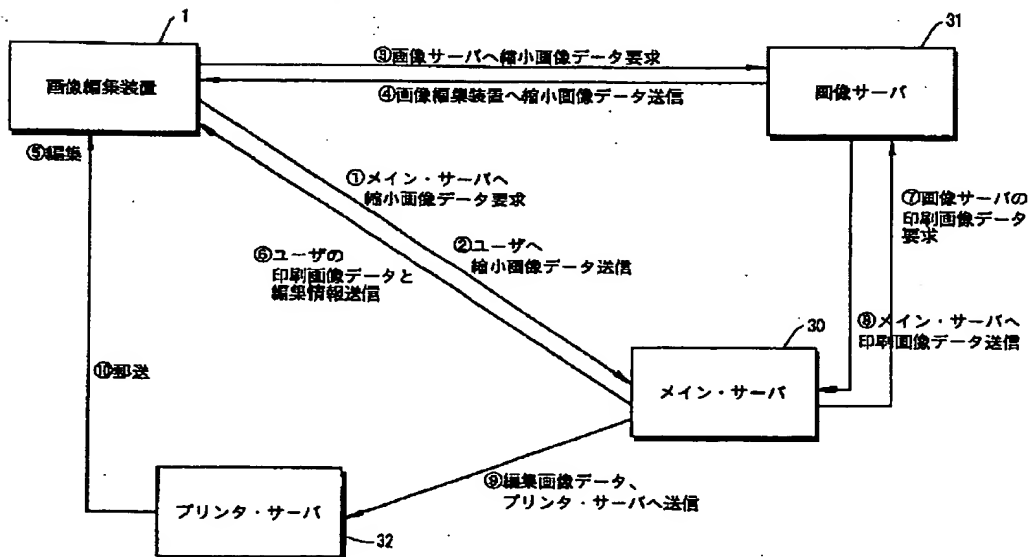 1
31
画像編集装置
画像サーバ
③画像サーバへ縮小画像データ要求
④画像編集装置へ縮小画像データ送信
⑤編集
①メイン・サーバへ
縮小画像データ要求
②ユーザへ
縮小画像データ送信
⑥ユーザの
印刷画像データと
編集情報送信
⑦画像サーバの
印刷画像データ
要求
⑧メイン・サーバへ
印刷画像データ送信
30
メイン・サーバ
⑩郵送
⑨編集画像データ、
プリンタ・サーバへ送信
プリンタ・サーバ
32